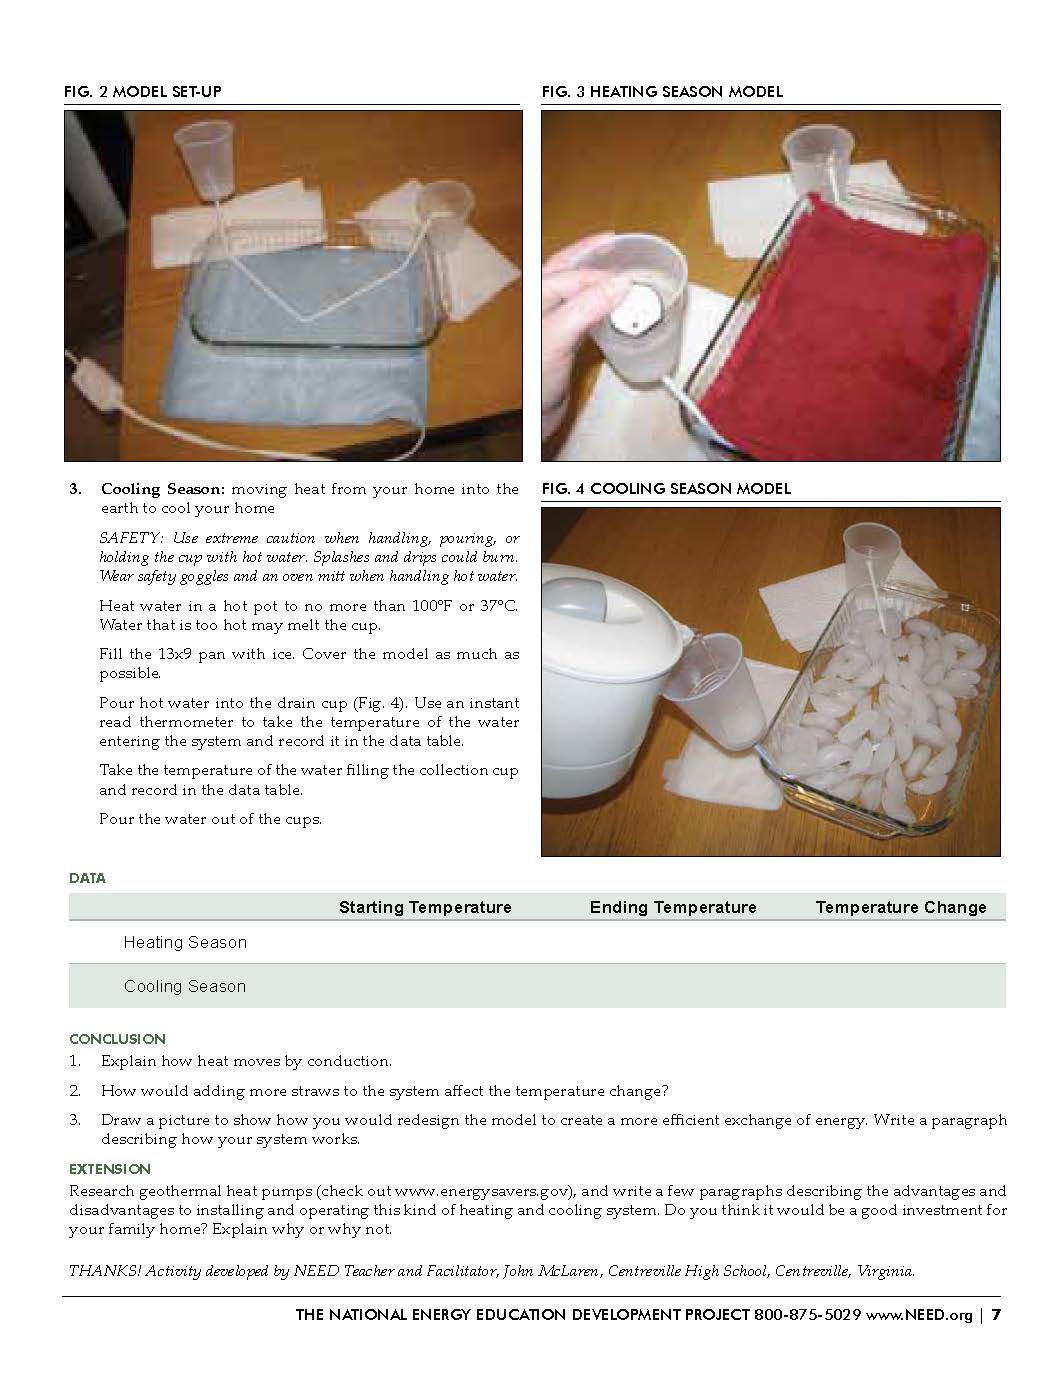 FIG. 2 MODEL SET-UP
FIG. 3 HEATING SEASON MODEL
3. Cooling Season: moving heat from your home into the
earth to cool your home
SAFETY: Use extreme caution when handling, pouring, or
holding the cup with hot water. Splashes and drips could burn.
Wear safety goggles and an oven mitt when handling hot water.
Heat water in a hot pot to no more than 100°F or 37°C.
Water that is too hot may melt the cup.
Fill the 13x9 pan with ice. Cover the model as much as
possible.
Pour hot water into the drain cup (Fig. 4). Use an instant
read thermometer to take the temperature of the water
entering the system and record it in the data table.
Take the temperature of the water filling the collection cup
and record in the data table.
Pour the water out of the cups.
FIG. 4 COOLING SEASON MODEL
DATA
Starting Temperature Ending Temperature Temperature Change
Heating Season
Cooling Season
CONCLUSION
1. Explain how heat moves by conduction.
2. How would adding more straws to the system affect the temperature change?
3. Draw a picture to show how you would redesign the model to create a more efficient exchange of energy. Write a paragraph
describing how your system works.
EXTENSION
Research geothermal heat pumps (check out www.energysavers.gov), and write a few paragraphs describing the advantages and
disadvantages to installing and operating this kind of heating and cooling system. Do you think it would be a good investment for
your family home? Explain why or why not.
THANKS! Activity developed by NEED Teacher and Facilitator, John McLaren, Centreville High School, Centreville, Virginia.
THE NATIONAL ENERGY EDUCATION DEVELOPMENT PROJECT 800-875-5029 www.NEED.org | 7